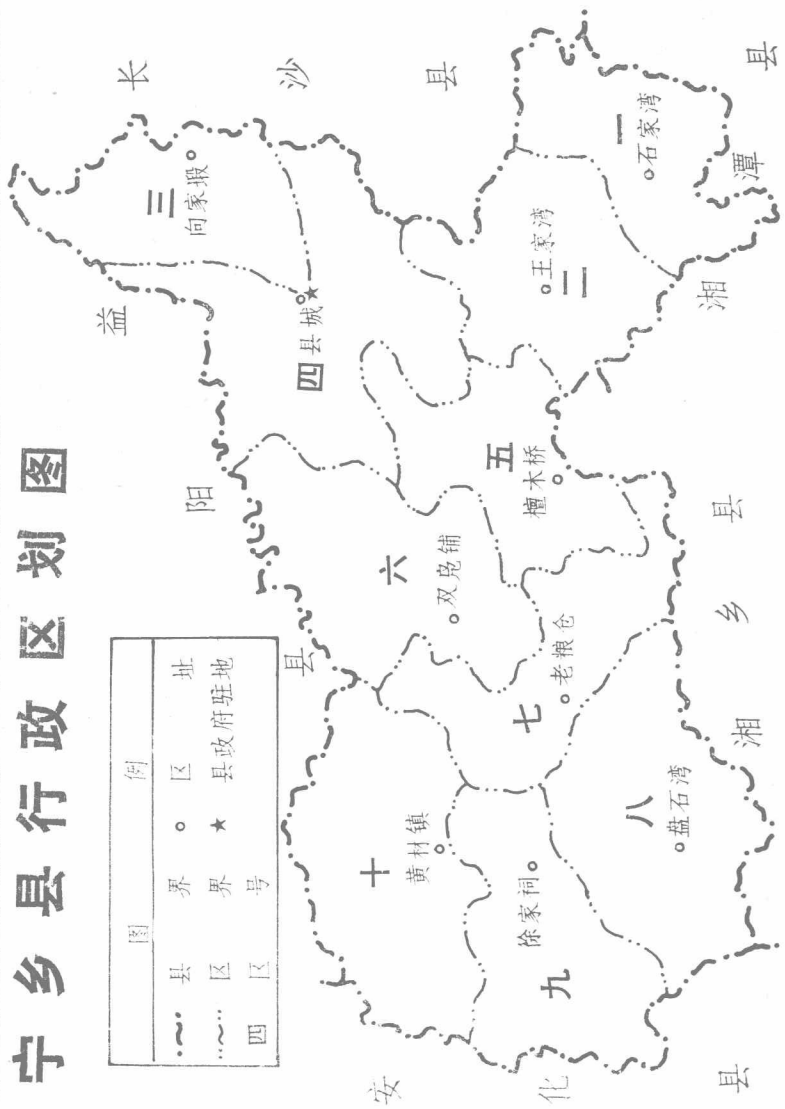 宁乡县行政区划图
图例
县界
区界
四 区号
区址
县政府驻地
长沙县
湘潭县
湘乡县
安化县
益阳县
一
石家湾
二
王家湾
三
向家塅
四
县城
五
檀木桥
六
双凫铺
七
老粮仓
八
盘石湾
九
徐家祠
十
黄材镇